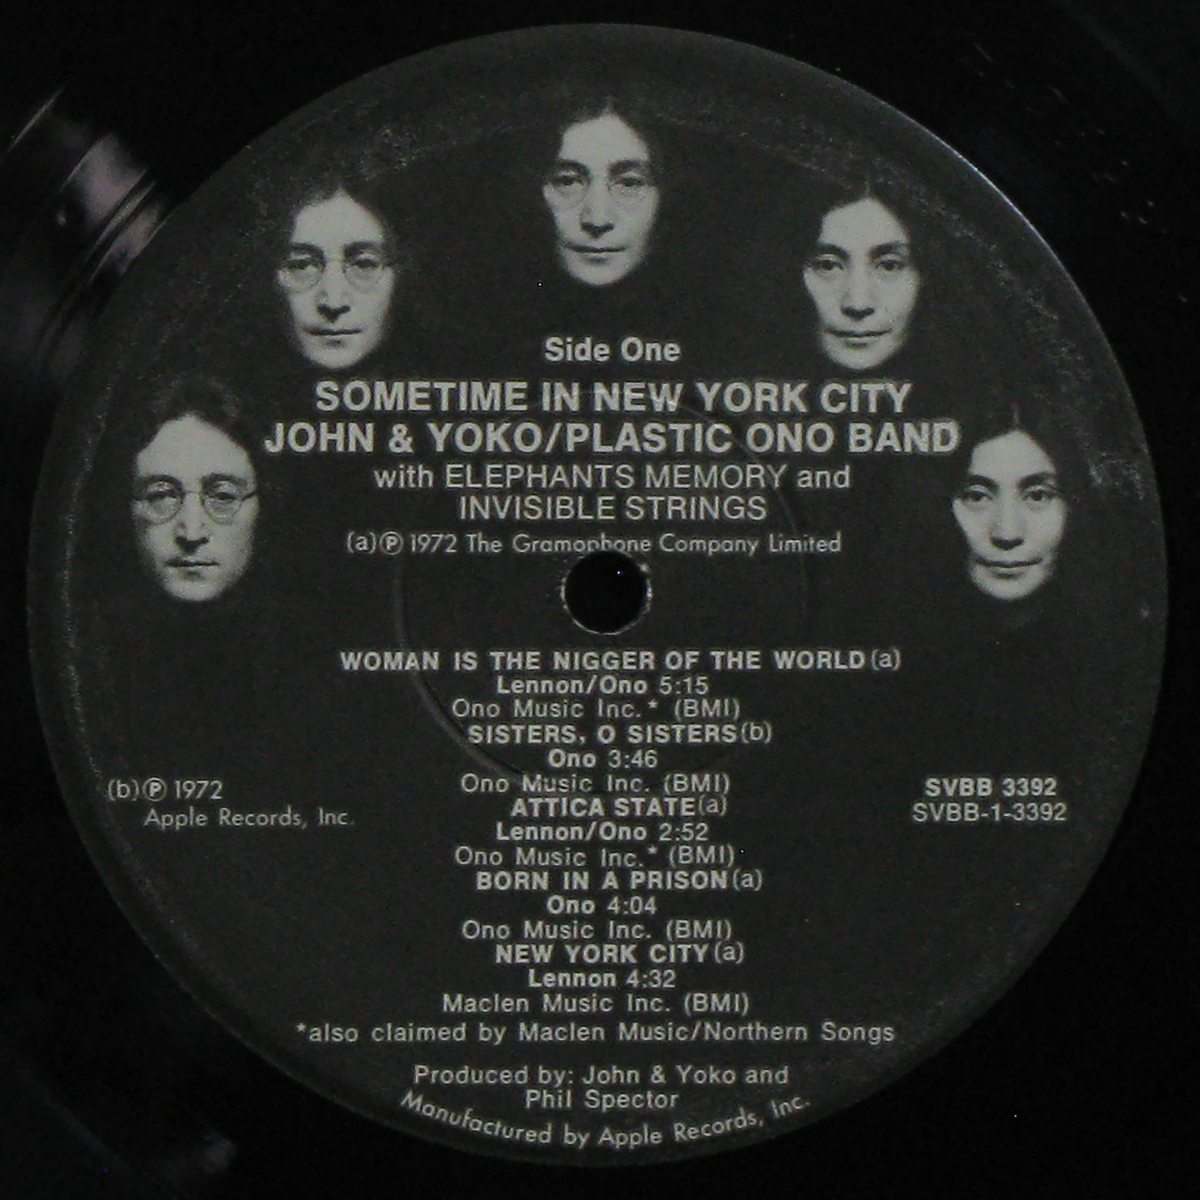 Side One
SOMETIME IN NEW YORK CITY
JOHN & YOKO/PLASTIC ONO BAND
with ELEPHANTS MEMORY and
INVISIBLE STRINGS
(a)Ⓟ 1972 The Gramophone Company Limited
WOMAN IS THE NIGGER OF THE WORLD(a)
Lennon/Ono 5:15
Ono Music Inc.* (BMI)
SISTERS, O SISTERS(b)
Ono 3:46
Ono Music Inc. (BMI)
(b)Ⓟ 1972
Apple Records, Inc.
SVBB 3392
SVBB-1-3392
ATTICA STATE(a)
Lennon/Ono 2:52
Ono Music Inc.* (BMI)
BORN IN A PRISON(a)
Ono 4:04
Ono Music Inc. (BMI)
NEW YORK CITY(a)
Lennon 4:32
Maclen Music Inc. (BMI)
*also claimed by Maclen Music/Northern Songs
Produced by: John & Yoko and
Phil Spector
Manufactured by Apple Records, Inc.